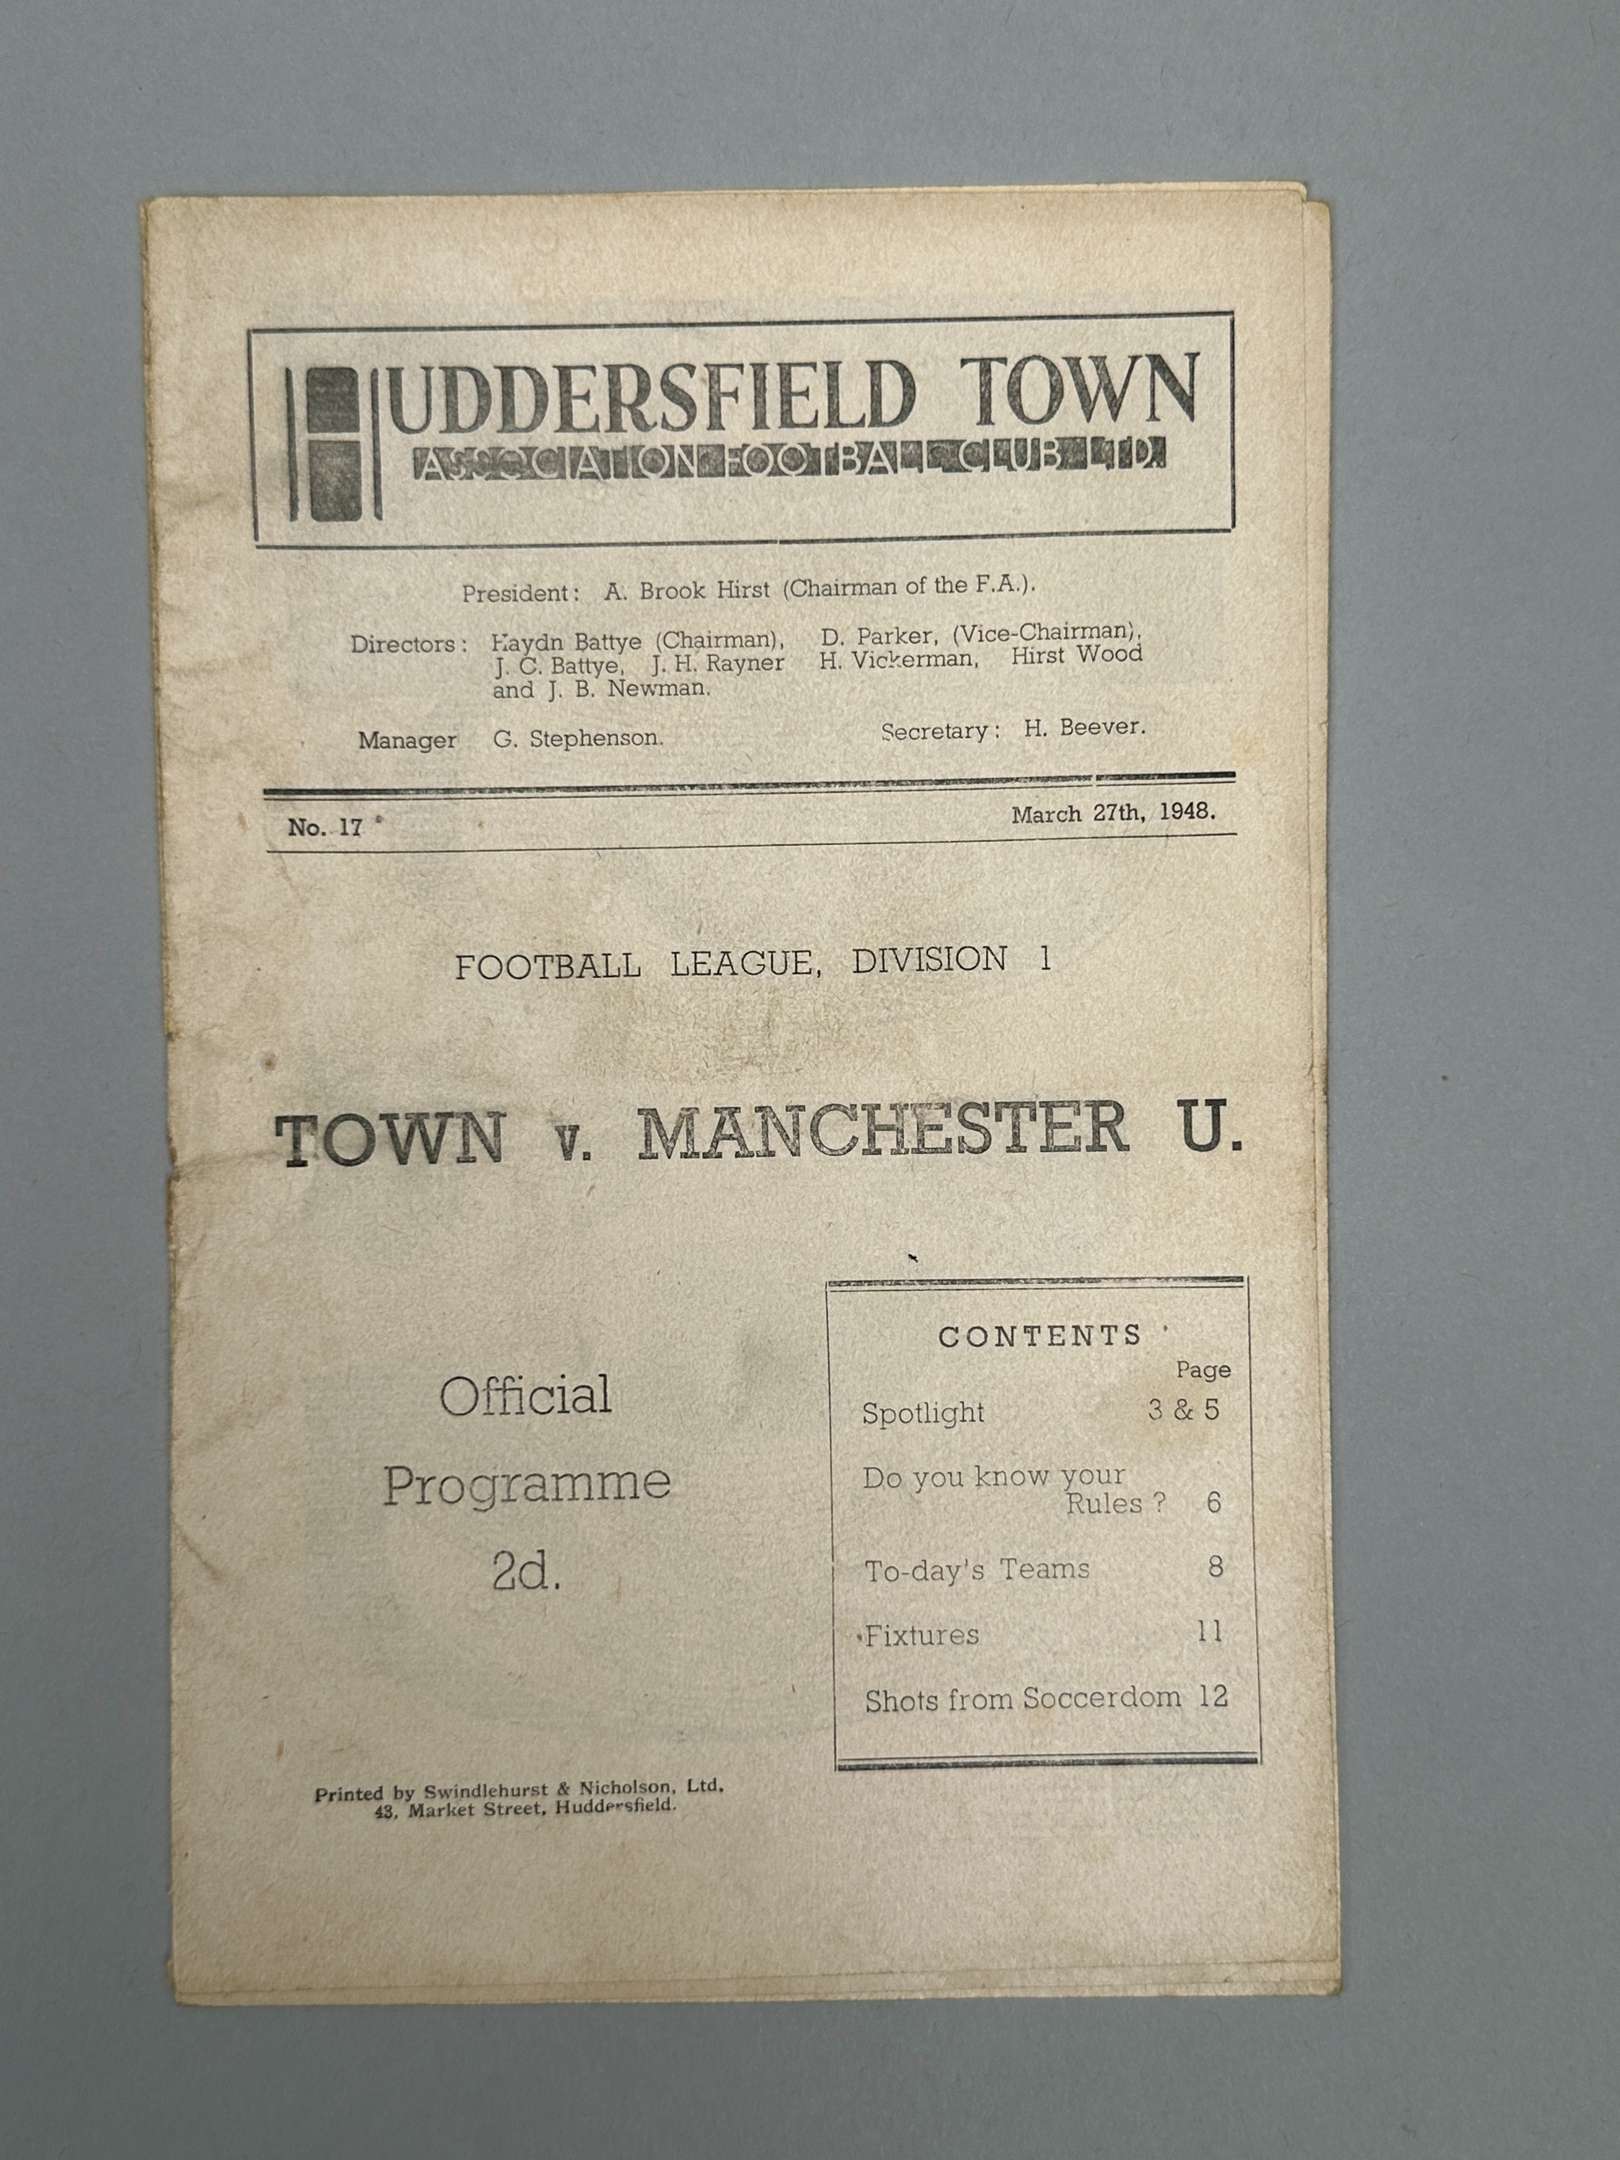 HUDDERSFIELD TOWN
ASSOCIATION FOOTBALL CLUB LTD.
President: A. Brook Hirst (Chairman of the F.A.).
Directors: Haydn Battye (Chairman), D. Parker, (Vice-Chairman),
J. C. Battye, J. H. Rayner H. Vickerman, Hirst Wood
and J. B. Newman.
Manager G. Stephenson. Secretary: H. Beever.
No. 17 March 27th, 1948.
FOOTBALL LEAGUE, DIVISION 1
TOWN v. MANCHESTER U.
Official
Programme
2d.
CONTENTS
Page
Spotlight 3 & 5
Do you know your
Rules? 6
To-day's Teams 8
Fixtures 11
Shots from Soccerdom 12
Printed by Swindlehurst & Nicholson, Ltd.
43, Market Street, Huddersfield.